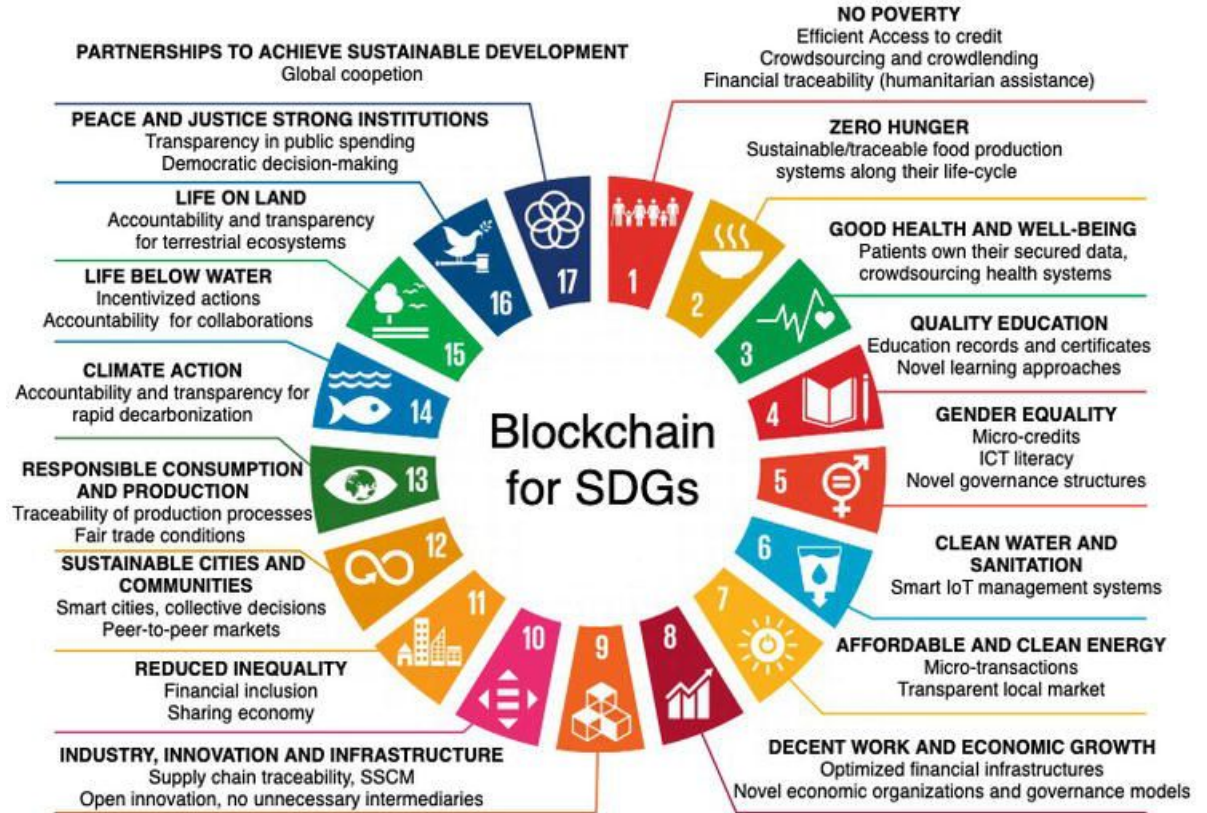 NO POVERTY
Efficient Access to credit
Crowdsourcing and crowdlending
Financial traceability (humanitarian assistance)
ZERO HUNGER
Sustainable/traceable food production
systems along their life-cycle
GOOD HEALTH AND WELL-BEING
Patients own their secured data,
crowdsourcing health systems
QUALITY EDUCATION
Education records and certificates
Novel learning approaches
GENDER EQUALITY
Micro-credits
ICT literacy
Novel governance structures
CLEAN WATER AND
SANITATION
Smart IoT management systems
AFFORDABLE AND CLEAN ENERGY
Micro-transactions
Transparent local market
DECENT WORK AND ECONOMIC GROWTH
Optimized financial infrastructures
Novel economic organizations and governance models
INDUSTRY, INNOVATION AND INFRASTRUCTURE
Supply chain traceability, SSCM
Open innovation, no unnecessary intermediaries
REDUCED INEQUALITY
Financial inclusion
Sharing economy
SUSTAINABLE CITIES AND
COMMUNITIES
Smart cities, collective decisions
Peer-to-peer markets
RESPONSIBLE CONSUMPTION
AND PRODUCTION
Traceability of production processes
Fair trade conditions
CLIMATE ACTION
Accountability and transparency for
rapid decarbonization
LIFE BELOW WATER
Incentivized actions
Accountability for collaborations
LIFE ON LAND
Accountability and transparency
for terrestrial ecosystems
PEACE AND JUSTICE STRONG INSTITUTIONS
Transparency in public spending
Democratic decision-making
PARTNERSHIPS TO ACHIEVE SUSTAINABLE DEVELOPMENT
Global coopetion
1
2
3
4
5
6
7
8
9
10
11
12
13
14
15
16
17
Blockchain
for SDGs